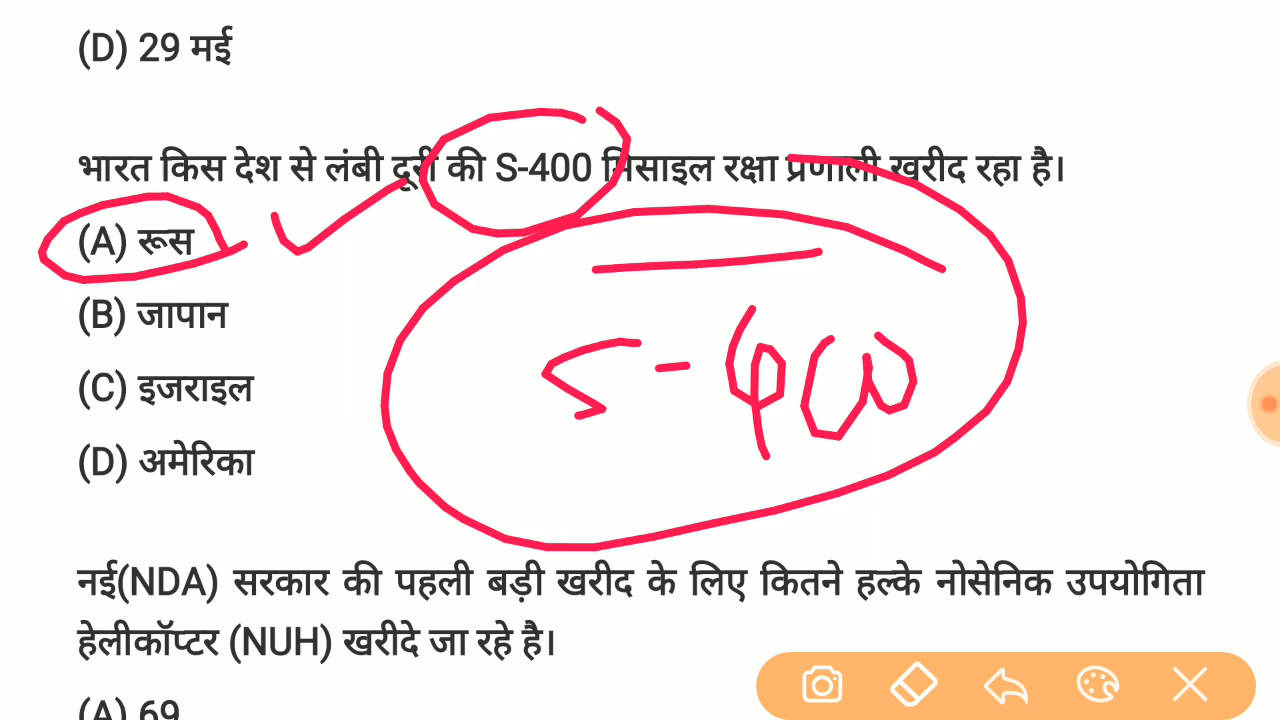 (D) 29 मई
भारत किस देश से लंबी दूरी की S-400 मिसाइल रक्षा प्रणाली खरीद रहा है।
(A) रूस
(B) जापान
(C) इजराइल
(D) अमेरिका
S-400
नई(NDA) सरकार की पहली बड़ी खरीद के लिए कितने हल्के नोसेनिक उपयोगिता
हेलीकॉप्टर (NUH) खरीदे जा रहे है।
(A) 69